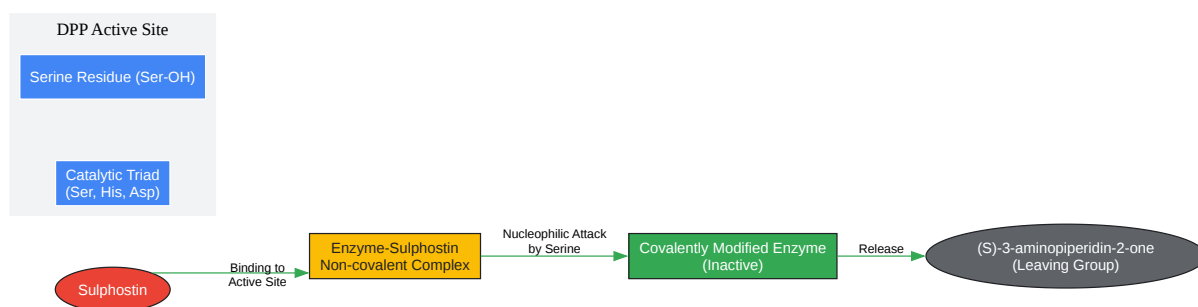 DPP Active Site
Serine Residue (Ser-OH)
Catalytic Triad
(Ser, His, Asp)
Sulphostin
Binding to
Active Site
Enzyme-Sulphostin
Non-covalent Complex
Nucleophilic Attack
by Serine
Covalently Modified Enzyme
(Inactive)
Release
(S)-3-aminopiperidin-2-one
(Leaving Group)